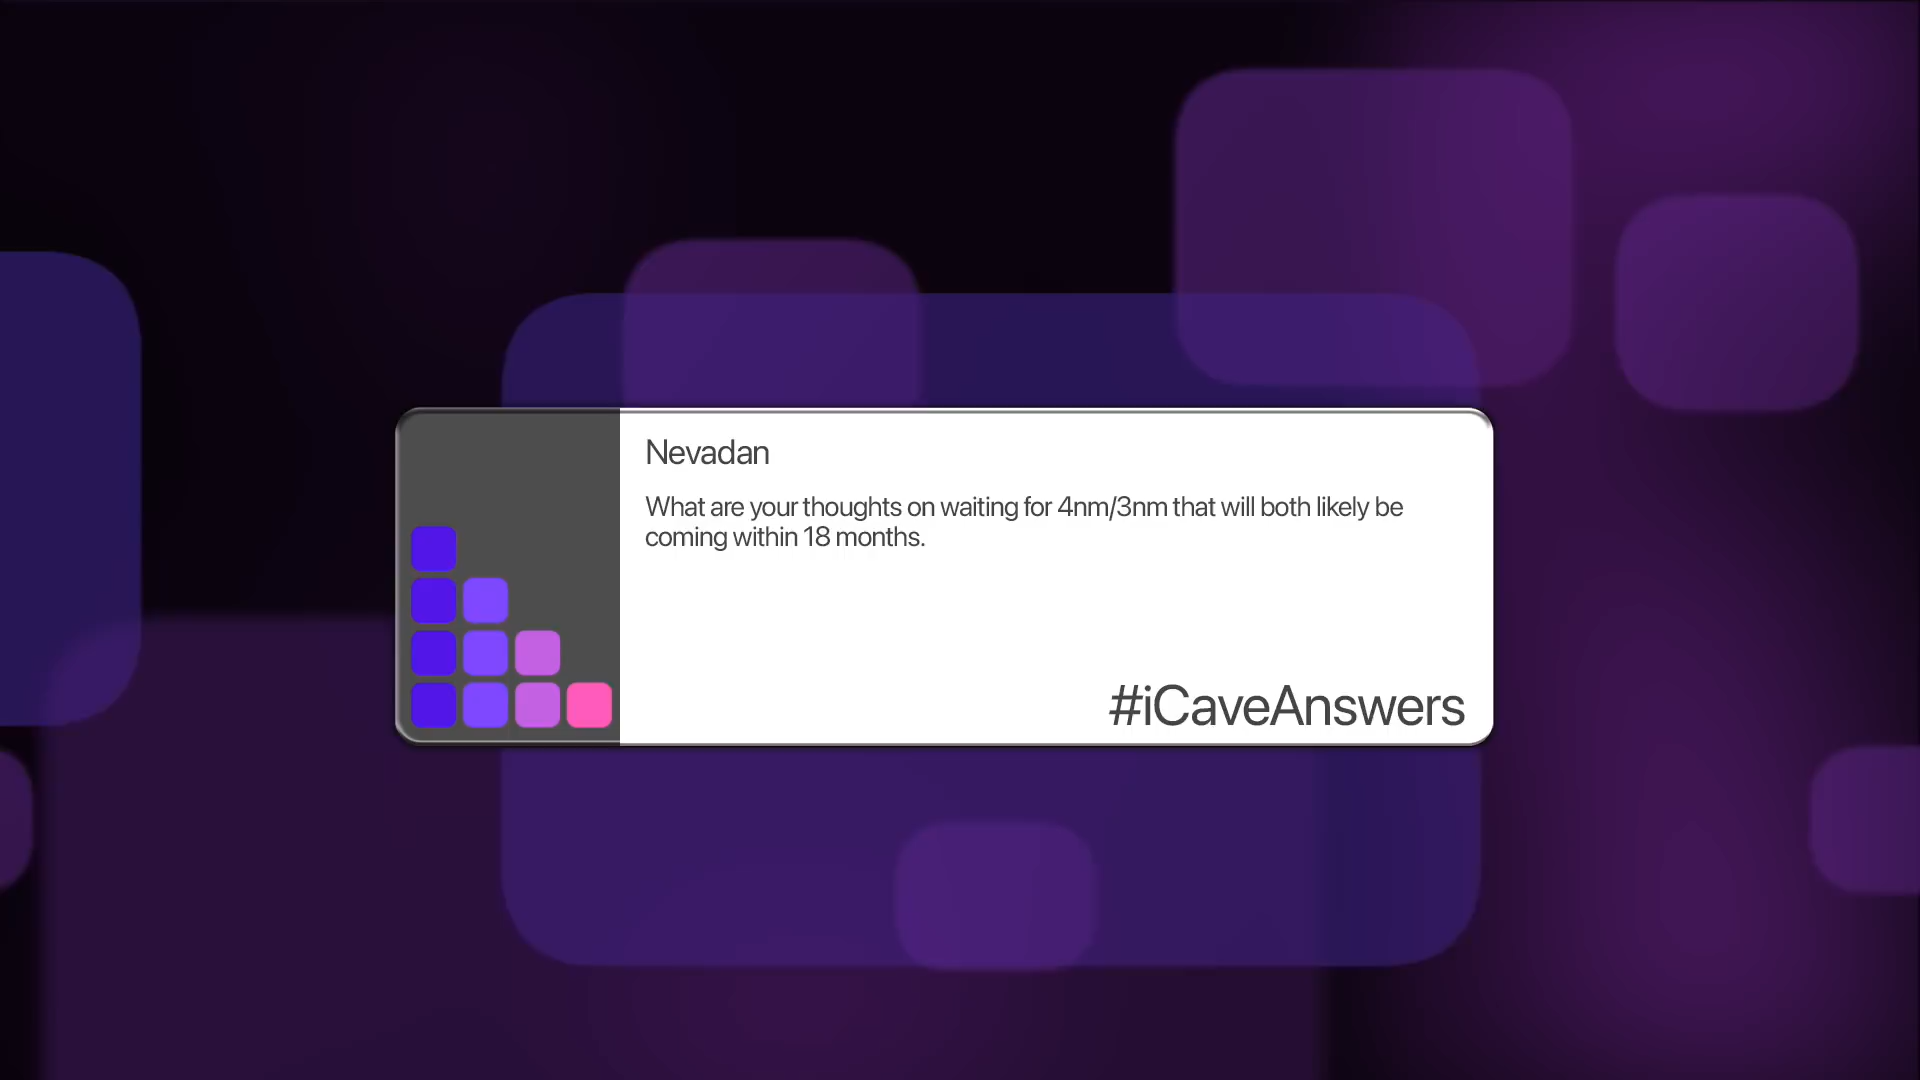 Nevadan
What are your thoughts on waiting for 4nm/3nm that will both likely be
coming within 18 months.
#iCaveAnswers